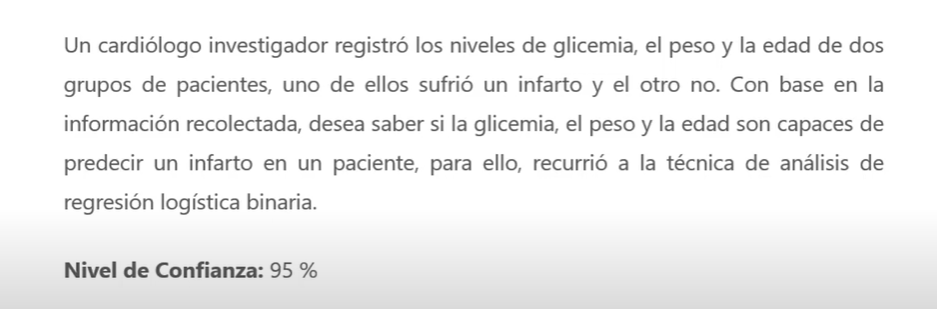 Un cardiólogo investigador registró los niveles de glicemia, el peso y la edad de dos
grupos de pacientes, uno de ellos sufrió un infarto y el otro no. Con base en la
información recolectada, desea saber si la glicemia, el peso y la edad son capaces de
predecir un infarto en un paciente, para ello, recurrió a la técnica de análisis de
regresión logística binaria.
Nivel de Confianza: 95 %